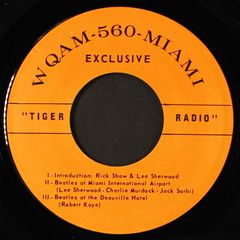 WQAM-560-MIAMI
EXCLUSIVE
"TIGER RADIO"
I - Introduction: Rick Shaw & Lee Sherwood
II - Beatles at Miami International Airport
(Lee Sherwood - Charlie Murdock - Jack Sorbi)
III - Beatles at the Deauville Hotel
(Robert Kaye)